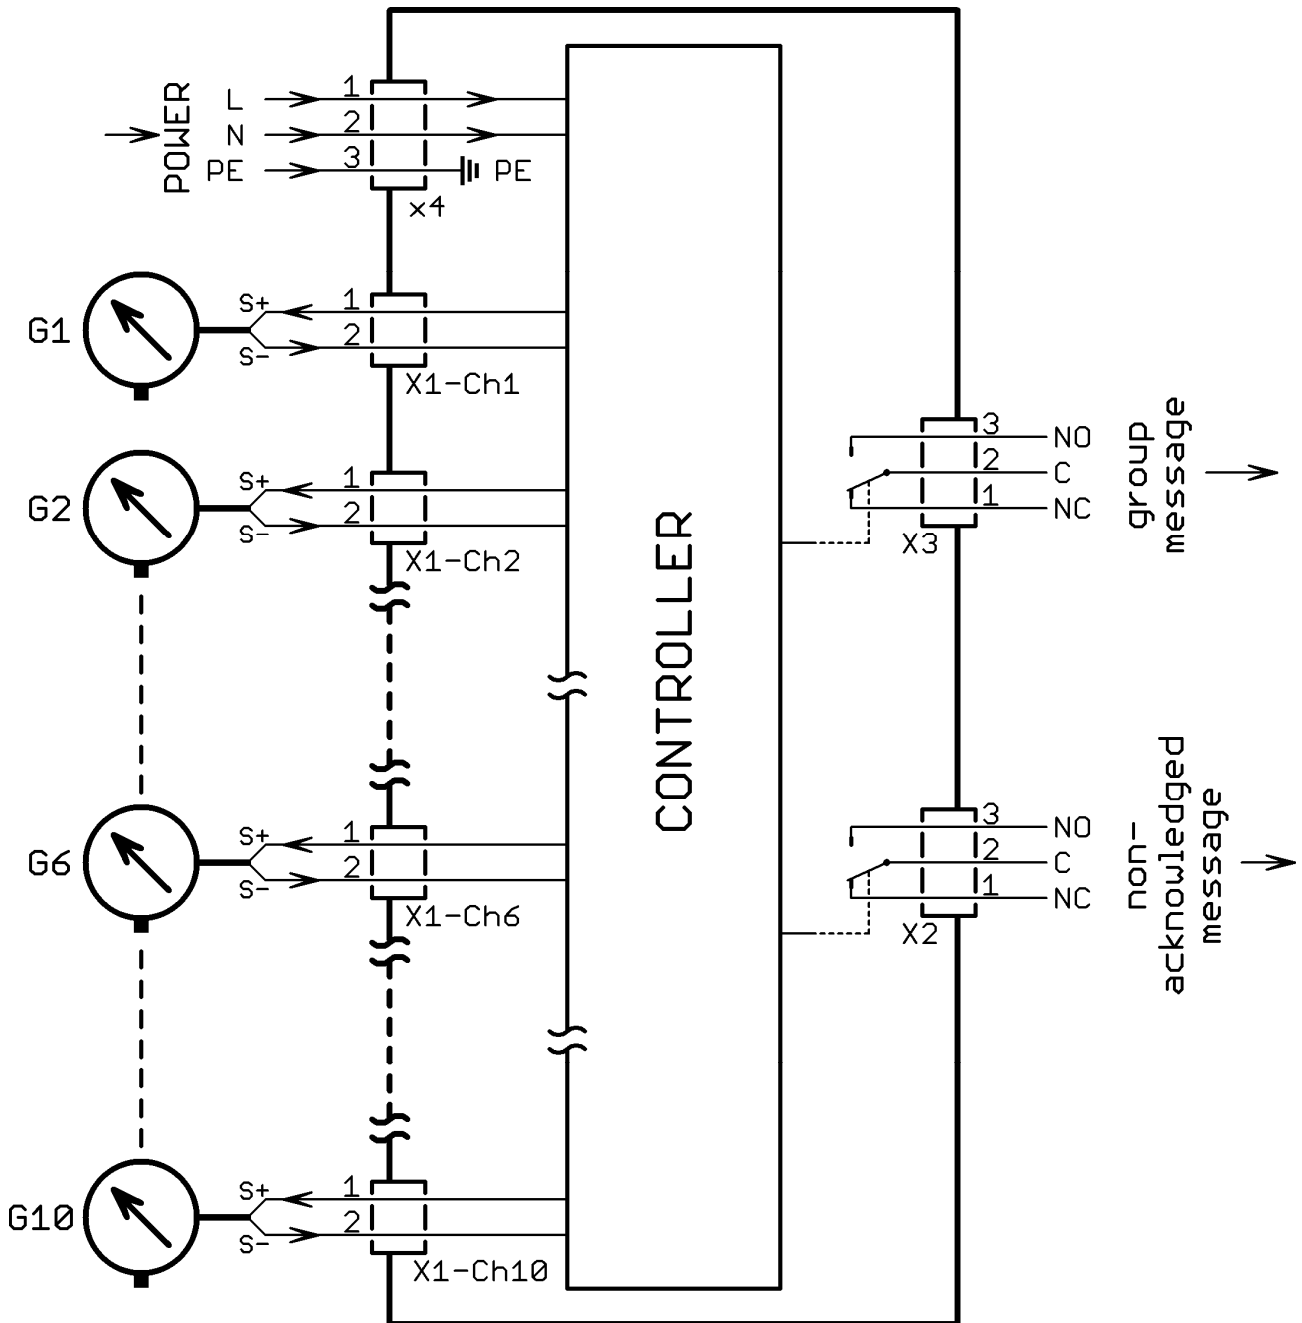 POWER
L 1
N 2
PE 3 PE
x4
G1 S+ 1
S- 2
X1-Ch1
G2 S+ 1
S- 2
X1-Ch2
G6 S+ 1
S- 2
X1-Ch6
G10 S+ 1
S- 2
X1-Ch10
CONTROLLER
3 NO
2 C
1 NC
X3
group
message
3 NO
2 C
1 NC
X2
non-
acknowledged
message